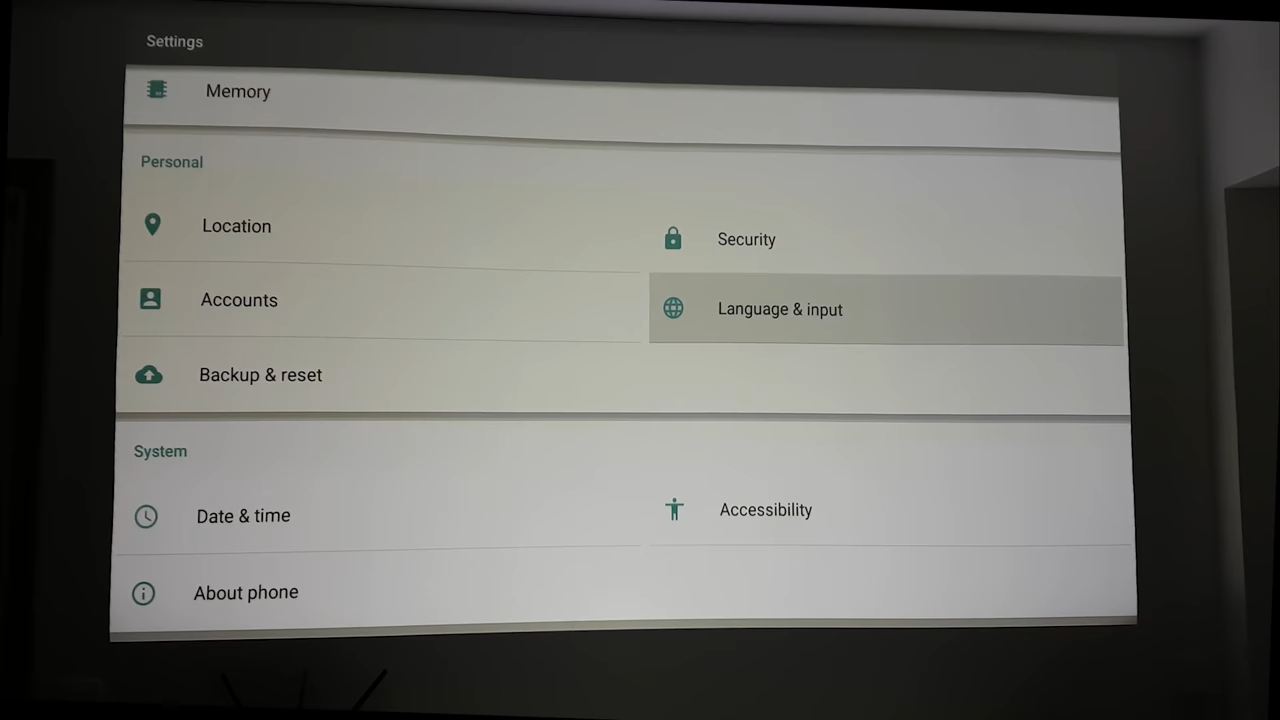 Settings
Memory
Personal
Location
Security
Accounts
Language & input
Backup & reset
System
Date & time
Accessibility
About phone